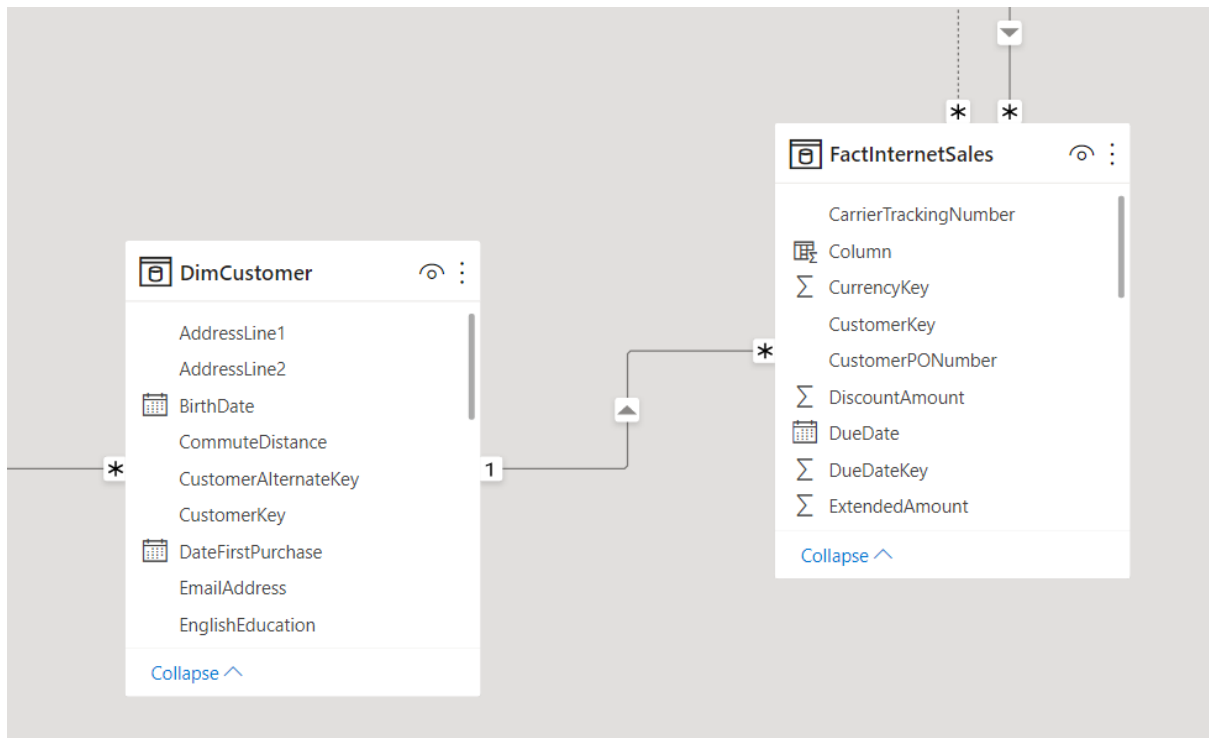 *
*
FactInternetSales
CarrierTrackingNumber
Column
CurrencyKey
CustomerKey
CustomerPONumber
DiscountAmount
DueDate
DueDateKey
ExtendedAmount
Collapse
*
DimCustomer
AddressLine1
AddressLine2
BirthDate
CommuteDistance
CustomerAlternateKey
CustomerKey
DateFirstPurchase
EmailAddress
EnglishEducation
Collapse
*
1